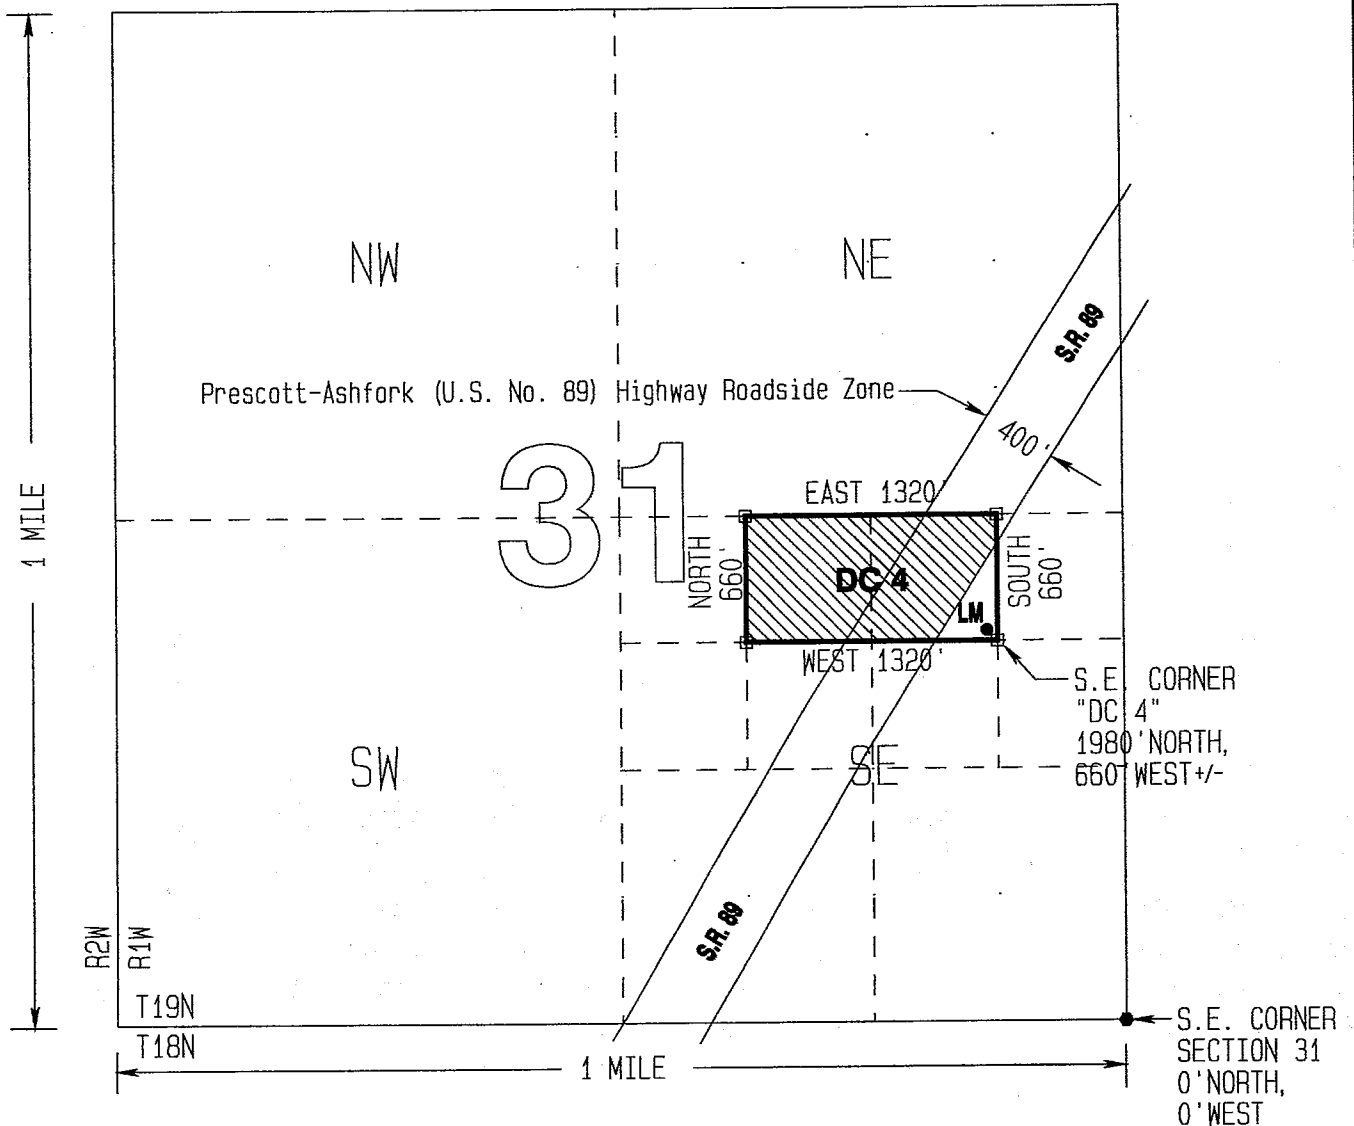 NW
NE
S.R. 89
Prescott-Ashfork (U.S. No. 89) Highway Roadside Zone
400'
31
1 MILE
EAST 1320'
NORTH
660'
DC 4
SOUTH
660'
LM
WEST 1320'
S.E. CORNER
"DC 4"
1980'NORTH,
660'WEST+/-
SW
SE
S.R. 89
R2W
R1W
T19N
T18N
1 MILE
S.E. CORNER
SECTION 31
0'NORTH,
0'WEST